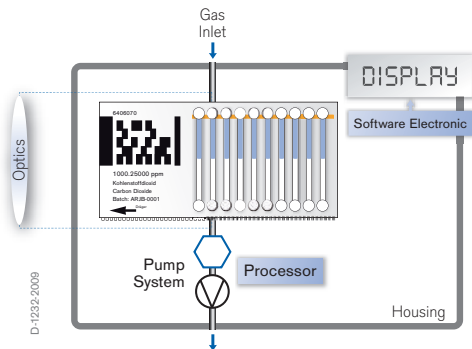 Gas
Inlet
DISPLAY
Software Electronic
Optics
6406070
1000.25000 ppm
Kohlenstoffdioxid
Carbon Dioxide
Batch: ARJB-0001
Dräger
Pump
System
Processor
Housing
D-1232-2009